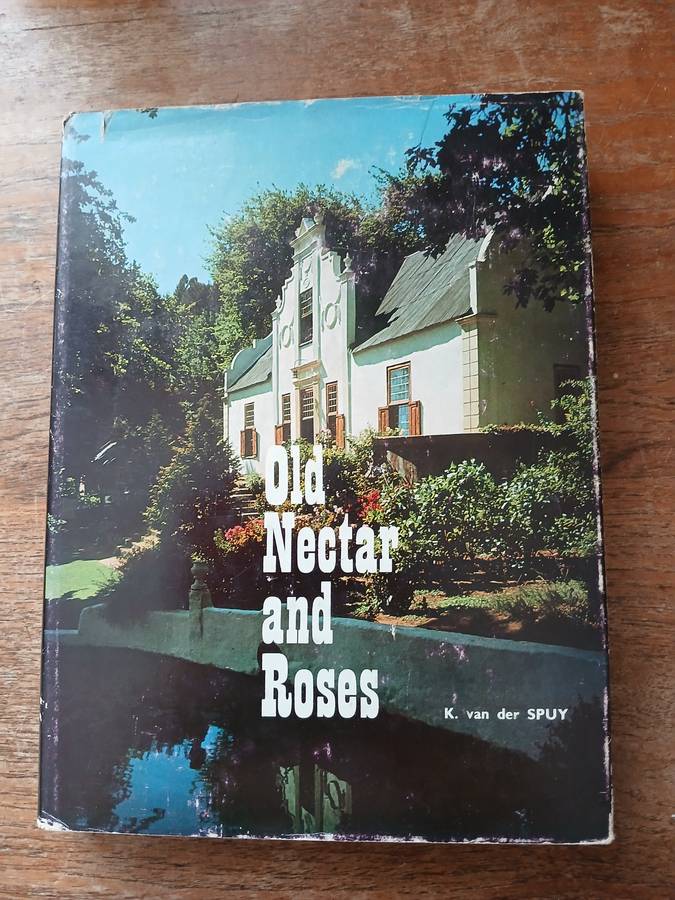 Old
Nectar
and
Roses
K. van der SPUY